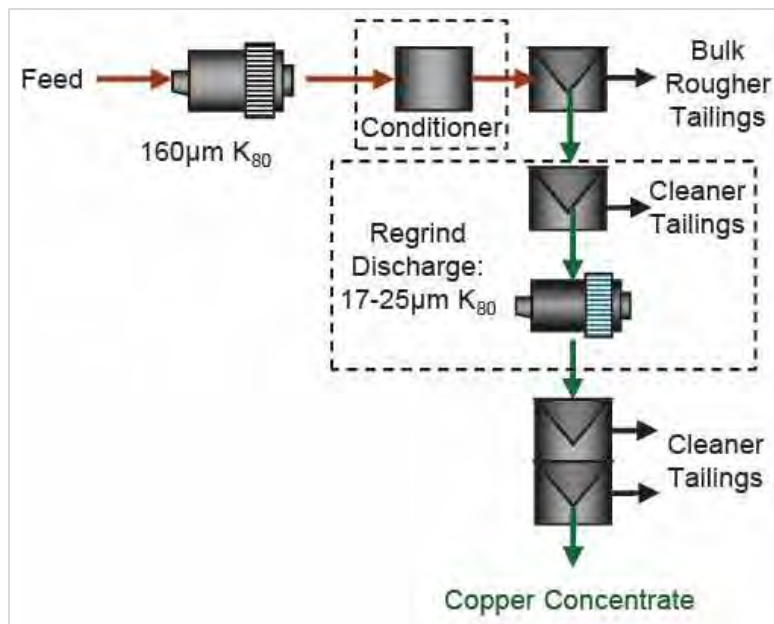 Feed
160µm K80
Conditioner
Bulk
Rougher
Tailings
Cleaner
Tailings
Regrind
Discharge:
17-25µm K80
Cleaner
Tailings
Copper Concentrate